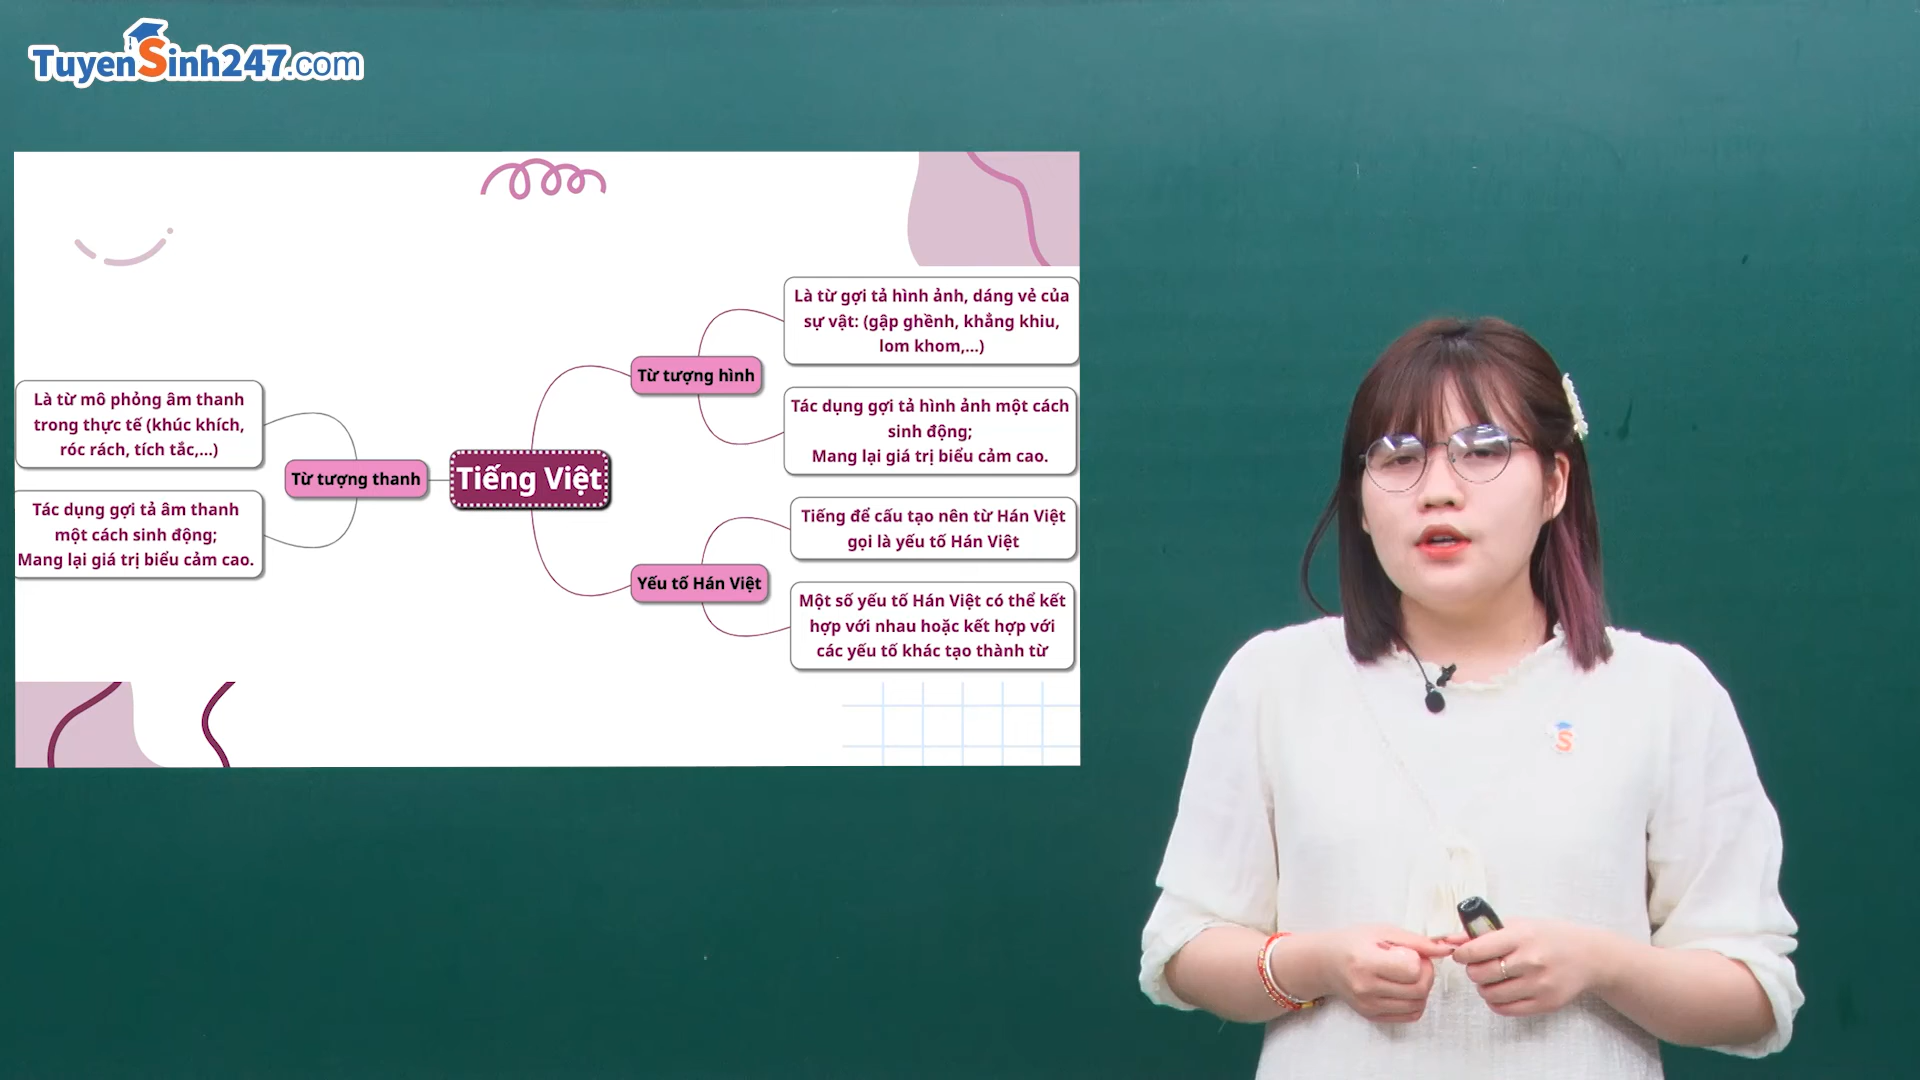 TuyenSinh247.com
Là từ gợi tả hình ảnh, dáng vẻ của
sự vật: (gập ghềnh, khẳng khiu,
lom khom,...)
Từ tượng hình
Tác dụng gợi tả hình ảnh một cách
sinh động;
Mang lại giá trị biểu cảm cao.
Là từ mô phỏng âm thanh
trong thực tế (khúc khích,
róc rách, tích tắc,...)
Từ tượng thanh
Tiếng Việt
Tác dụng gợi tả âm thanh
một cách sinh động;
Mang lại giá trị biểu cảm cao.
Tiếng để cấu tạo nên từ Hán Việt
gọi là yếu tố Hán Việt
Yếu tố Hán Việt
Một số yếu tố Hán Việt có thể kết
hợp với nhau hoặc kết hợp với
các yếu tố khác tạo thành từ
S